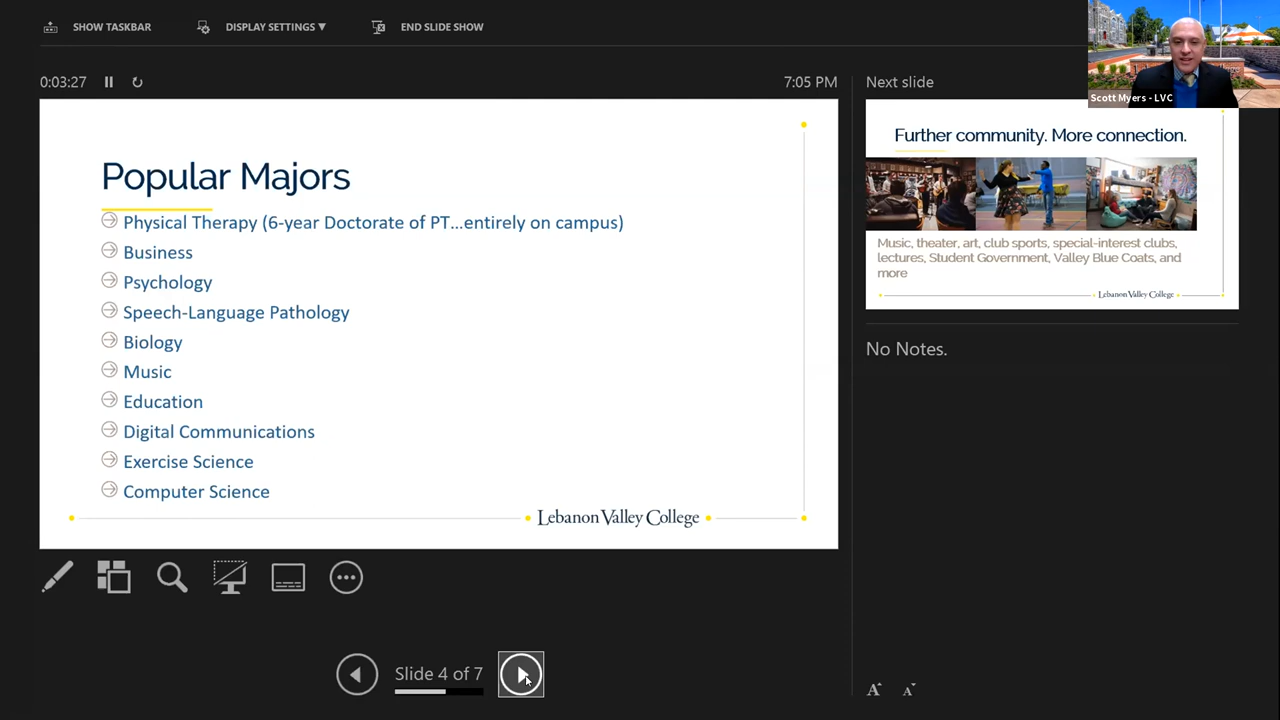 SHOW TASKBAR
DISPLAY SETTINGS ▼
END SLIDE SHOW
0:03:27
7:05 PM
Popular Majors
Physical Therapy (6-year Doctorate of PT...entirely on campus)
Business
Psychology
Speech-Language Pathology
Biology
Music
Education
Digital Communications
Exercise Science
Computer Science
Lebanon Valley College
Slide 4 of 7
Next slide
Scott Myers - LVC
Further community. More connection.
Music, theater, art, club sports, special-interest clubs,
lectures, Student Government, Valley Blue Coats, and
more
Lebanon Valley College
No Notes.
A
A